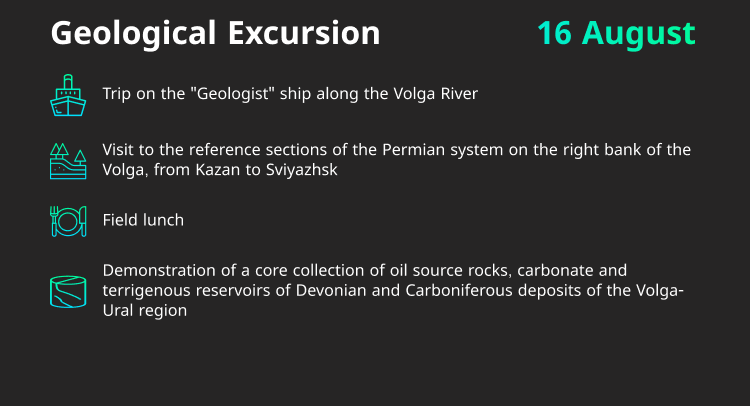 Geological Excursion
16 August
Trip on the "Geologist" ship along the Volga River
Visit to the reference sections of the Permian system on the right bank of the
Volga, from Kazan to Sviyazhsk
Field lunch
Demonstration of a core collection of oil source rocks, carbonate and
terrigenous reservoirs of Devonian and Carboniferous deposits of the Volga-
Ural region